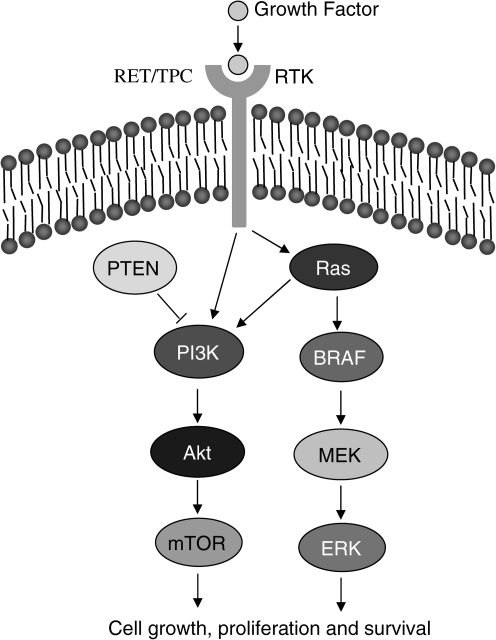 Growth Factor
RET/TPC
RTK
PTEN
Ras
PI3K
BRAF
Akt
MEK
mTOR
ERK
Cell growth, proliferation and survival